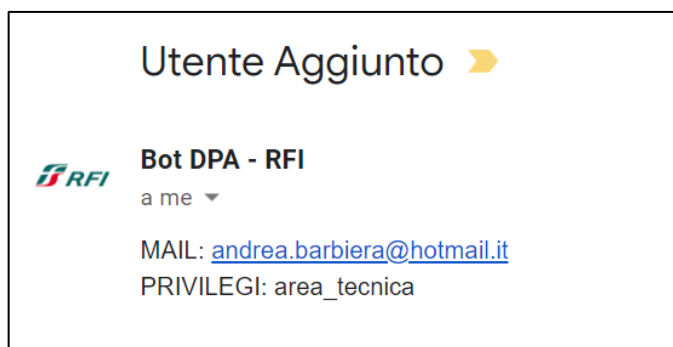 Utente Aggiunto
Bot DPA - RFI
RFI
a me
MAIL: andrea.barbiera@hotmail.it
PRIVILEGI: area_tecnica